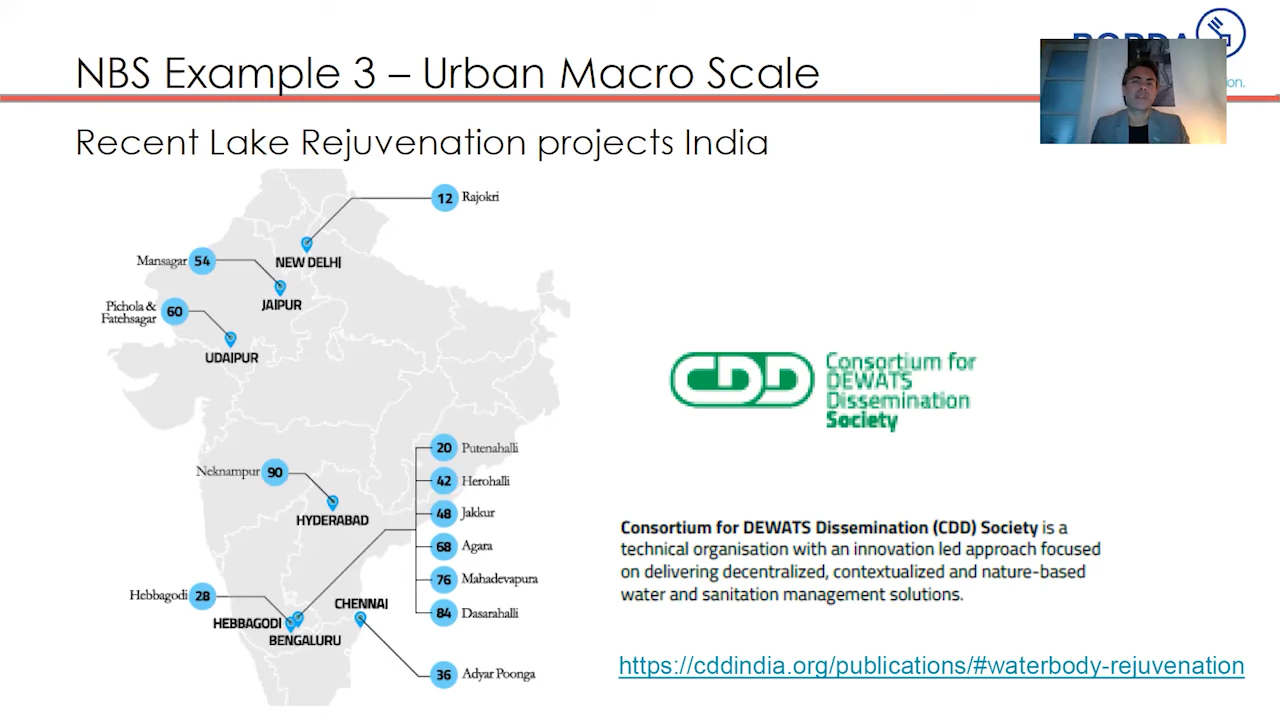 NBS Example 3 – Urban Macro Scale
Recent Lake Rejuvenation projects India
12 Rajokri
NEW DELHI
Mansagar 54
JAIPUR
Pichola &
Fatehsagar
60
UDAIPUR
Neknampur 90
HYDERABAD
20 Putenahalli
42 Herohalli
48 Jakkur
68 Agara
76 Mahadevapura
84 Dasarahalli
Hebbagodi 28
HEBBAGODI
BENGALURU
CHENNAI
36 Adyar Poonga
CDD
Consortium for
DEWATS
Dissemination
Society
Consortium for DEWATS Dissemination (CDD) Society is a
technical organisation with an innovation led approach focused
on delivering decentralized, contextualized and nature-based
water and sanitation management solutions.
https://cddindia.org/publications/#waterbody-rejuvenation